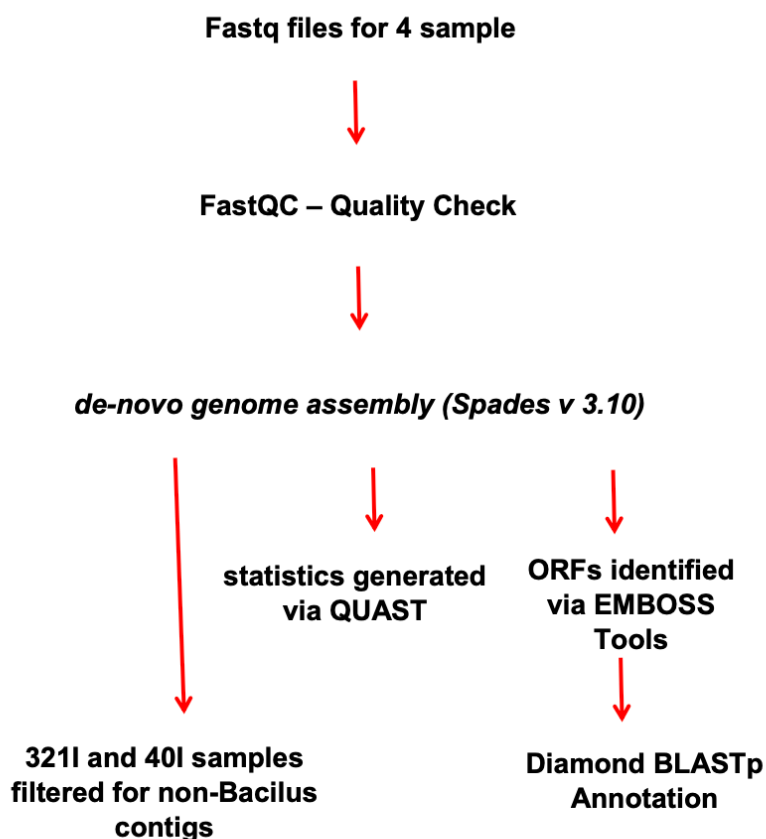 Fastq files for 4 sample
FastQC – Quality Check
de-novo genome assembly (Spades v 3.10)
statistics generated
via QUAST
ORFs identified
via EMBOSS
Tools
321I and 40I samples
filtered for non-Bacilus
contigs
Diamond BLASTp
Annotation